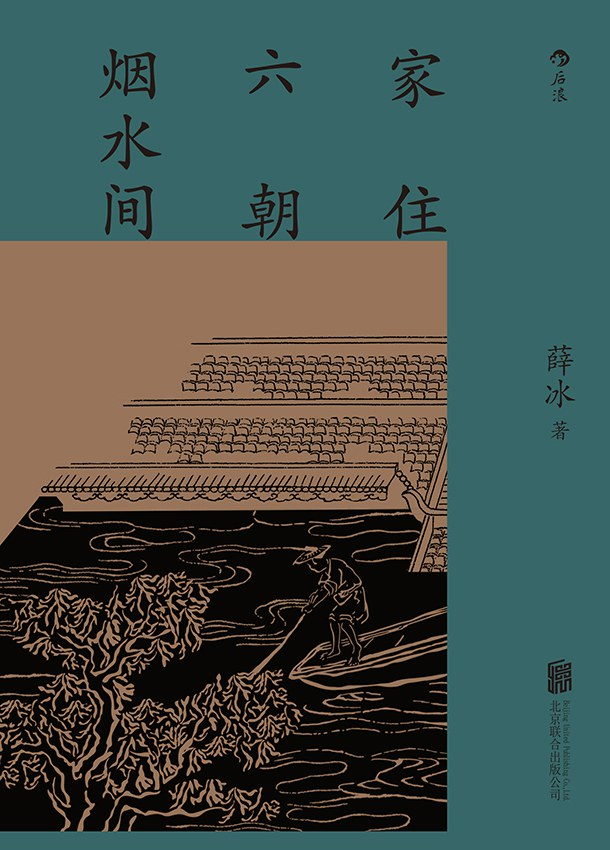 家住
六朝
烟水间
后浪
薛冰 著
北京联合出版公司
Beijing United Publishing Co.,Ltd.